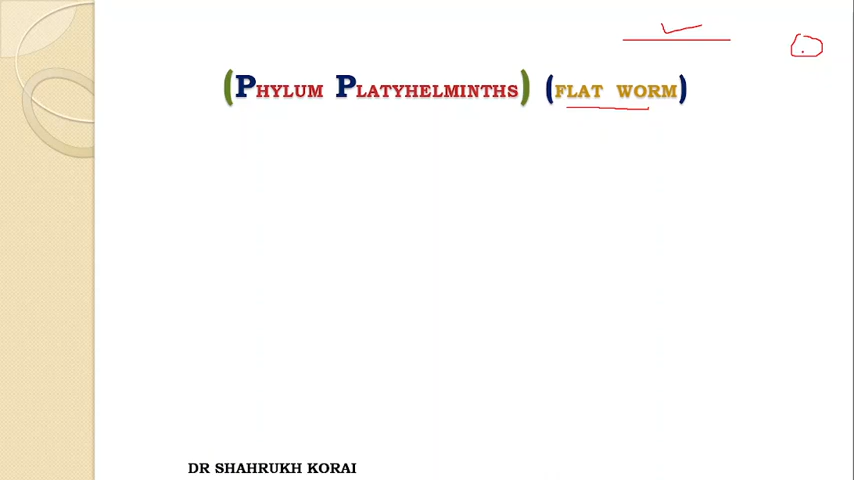 (PHYLUM PLATYHELMINTHS) (FLAT WORM)
DR SHAHRUKH KORAI